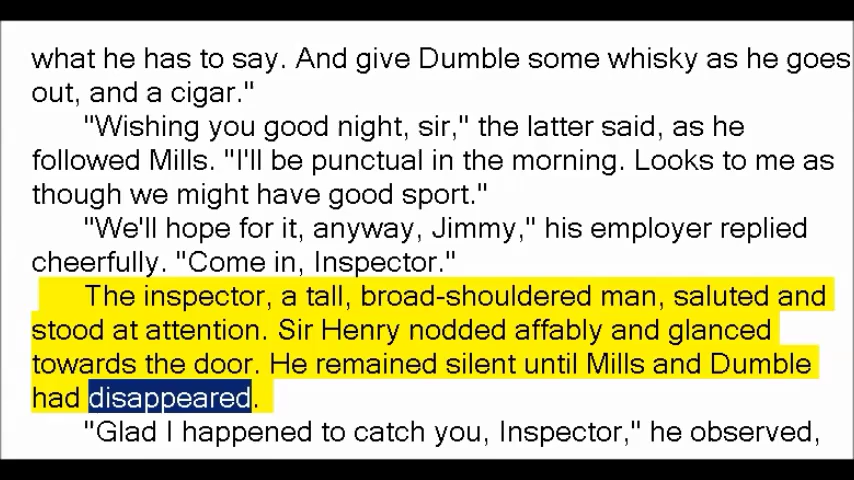 what he has to say. And give Dumble some whisky as he goes
out, and a cigar."
"Wishing you good night, sir," the latter said, as he
followed Mills. "I'll be punctual in the morning. Looks to me as
though we might have good sport."
"We'll hope for it, anyway, Jimmy," his employer replied
cheerfully. "Come in, Inspector."
The inspector, a tall, broad-shouldered man, saluted and
stood at attention. Sir Henry nodded affably and glanced
towards the door. He remained silent until Mills and Dumble
had disappeared.
"Glad I happened to catch you, Inspector," he observed,